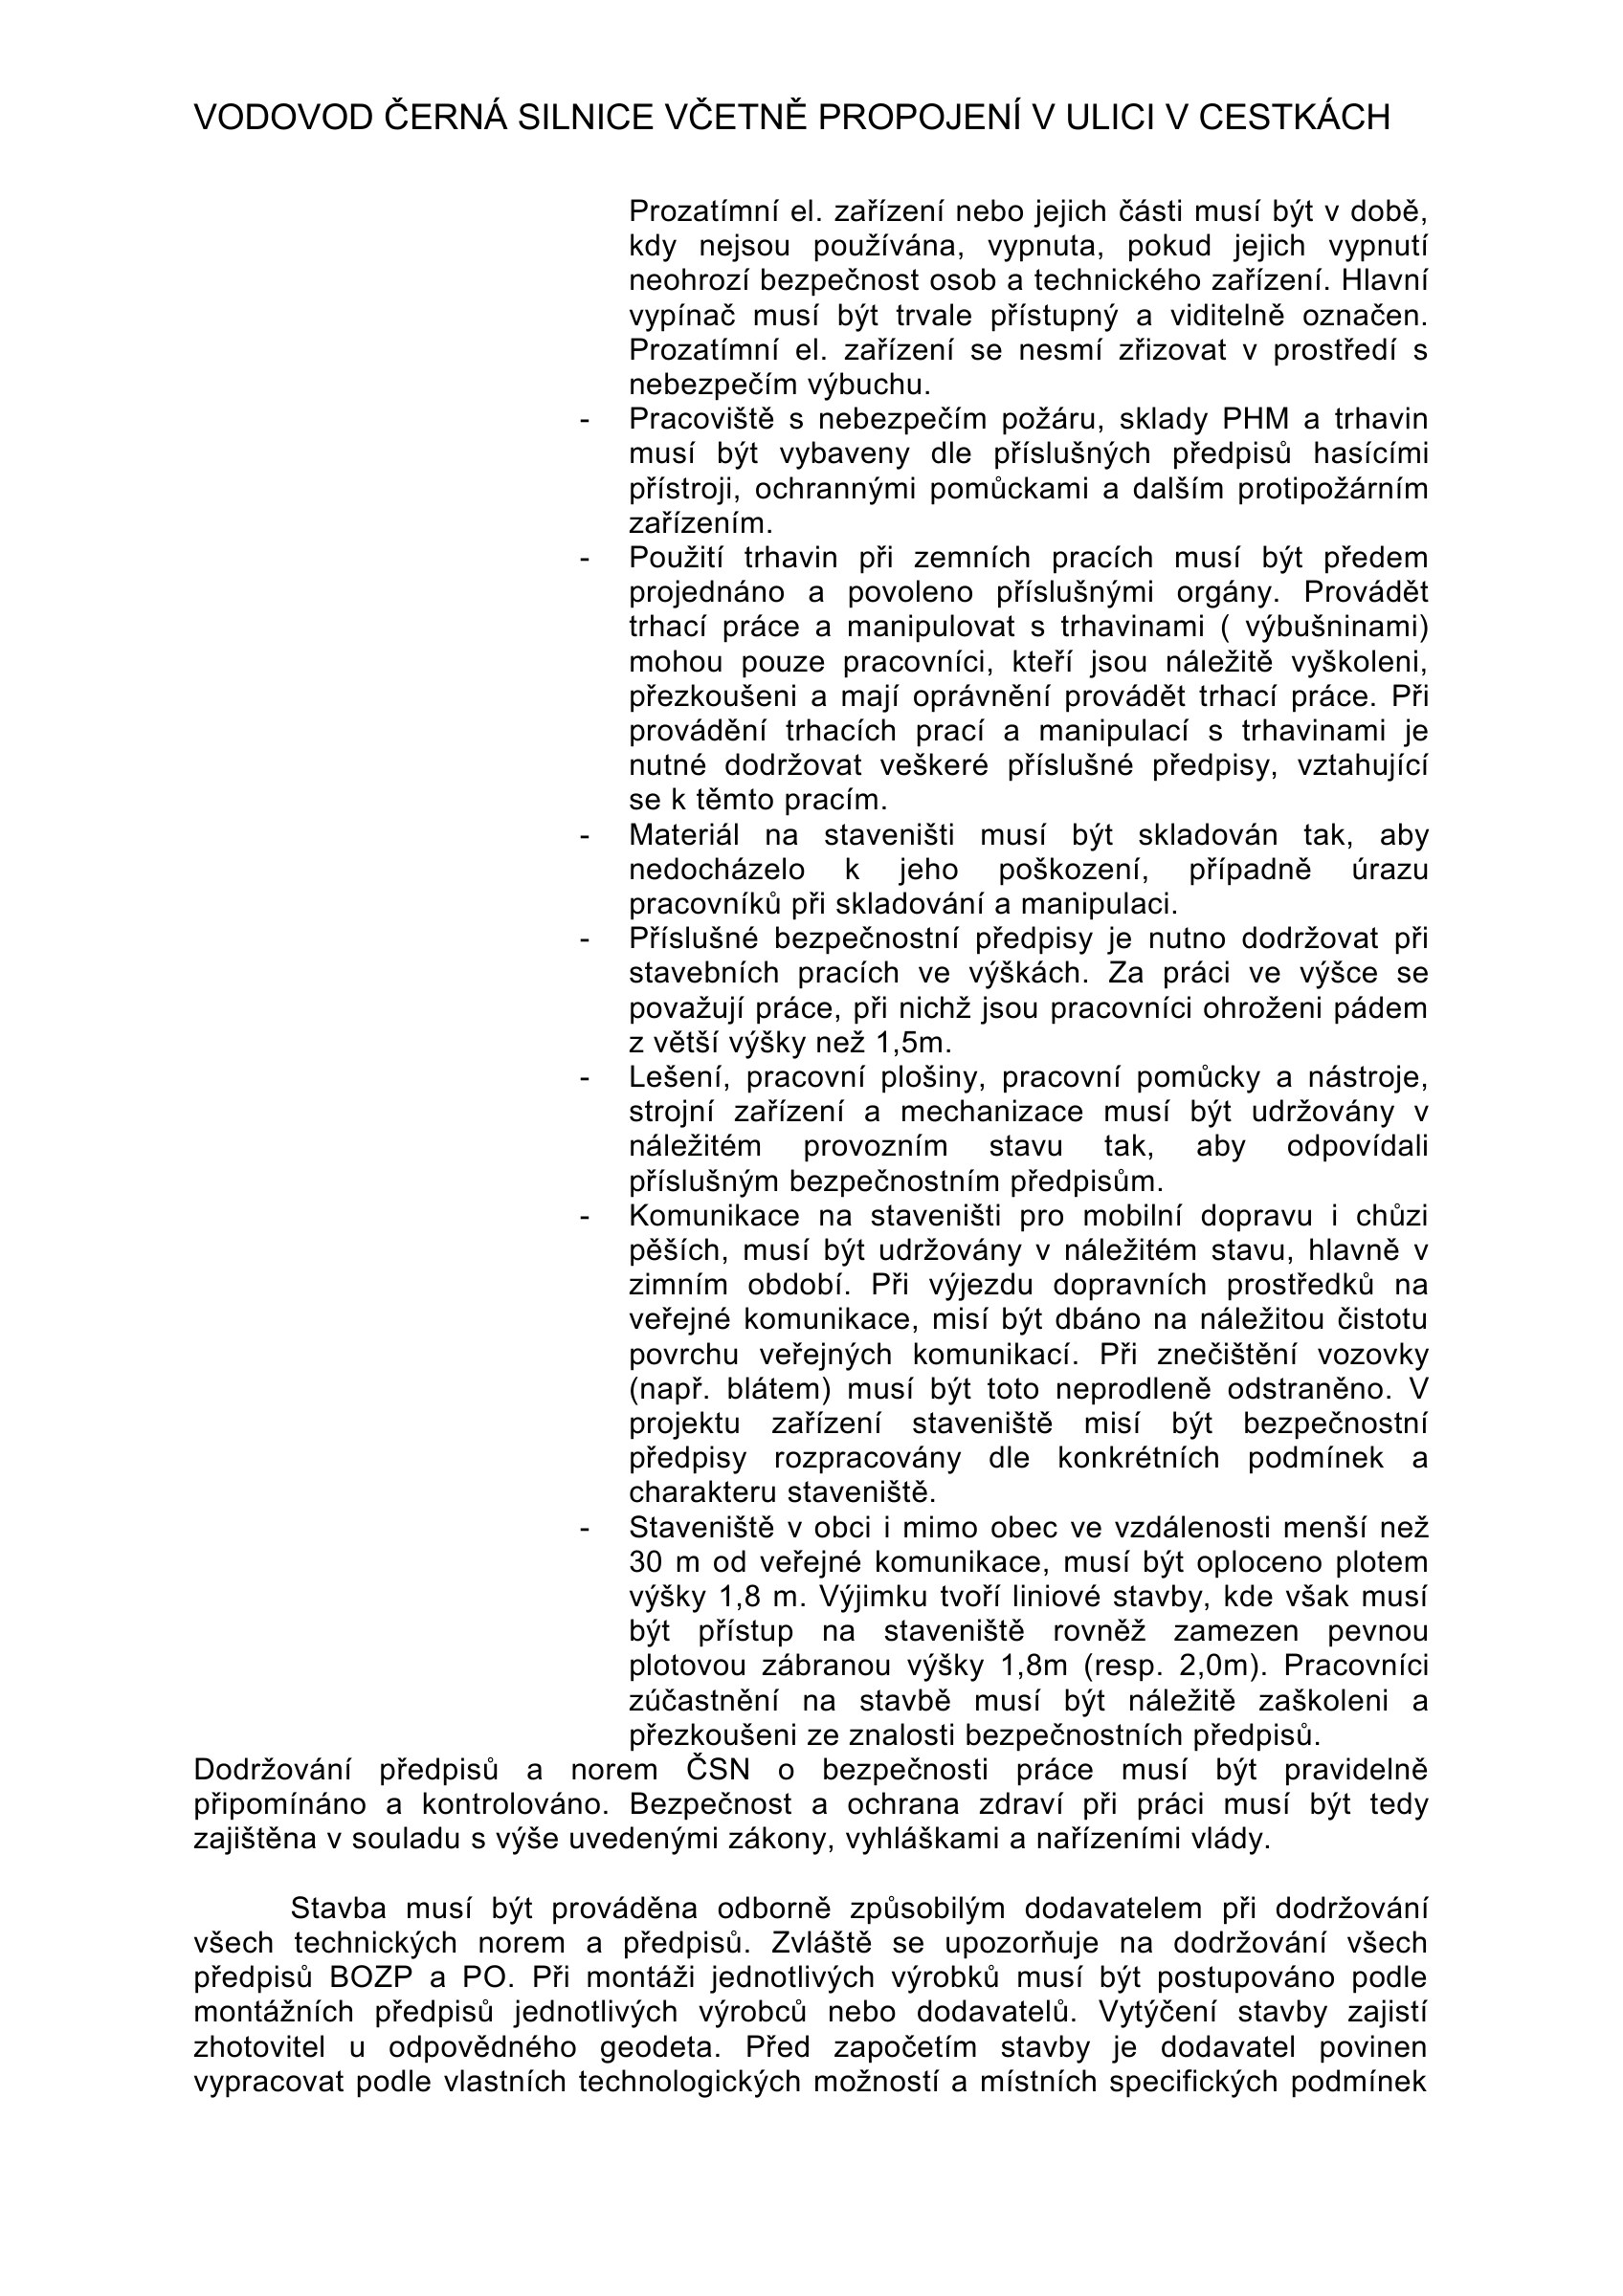 VODOVOD ČERNÁ SILNICE VČETNĚ PROPOJENÍ V ULICI V CESTKÁCH
Prozatímní el. zařízení nebo jejich části musí být v době,
kdy nejsou používána, vypnuta, pokud jejich vypnutí
neohrozí bezpečnost osob a technického zařízení. Hlavní
vypínač musí být trvale přístupný a viditelně označen.
Prozatímní el. zařízení se nesmí zřizovat v prostředí s
nebezpečím výbuchu.
- Pracoviště s nebezpečím požáru, sklady PHM a trhavin
musí být vybaveny dle příslušných předpisů hasícími
přístroji, ochrannými pomůckami a dalším protipožárním
zařízením.
- Použití trhavin při zemních pracích musí být předem
projednáno a povoleno příslušnými orgány. Provádět
trhací práce a manipulovat s trhavinami ( výbušninami)
mohou pouze pracovníci, kteří jsou náležitě vyškoleni,
přezkoušeni a mají oprávnění provádět trhací práce. Při
provádění trhacích prací a manipulací s trhavinami je
nutné dodržovat veškeré příslušné předpisy, vztahující
se k těmto pracím.
- Materiál na staveništi musí být skladován tak, aby
nedocházelo k jeho poškození, případně úrazu
pracovníků při skladování a manipulaci.
- Příslušné bezpečnostní předpisy je nutno dodržovat při
stavebních pracích ve výškách. Za práci ve výšce se
považují práce, při nichž jsou pracovníci ohroženi pádem
z větší výšky než 1,5m.
- Lešení, pracovní plošiny, pracovní pomůcky a nástroje,
strojní zařízení a mechanizace musí být udržovány v
náležitém provozním stavu tak, aby odpovídali
příslušným bezpečnostním předpisům.
- Komunikace na staveništi pro mobilní dopravu i chůzi
pěších, musí být udržovány v náležitém stavu, hlavně v
zimním období. Při výjezdu dopravních prostředků na
veřejné komunikace, misí být dbáno na náležitou čistotu
povrchu veřejných komunikací. Při znečištění vozovky
(např. blátem) musí být toto neprodleně odstraněno. V
projektu zařízení staveniště misí být bezpečnostní
předpisy rozpracovány dle konkrétních podmínek a
charakteru staveniště.
- Staveniště v obci i mimo obec ve vzdálenosti menší než
30 m od veřejné komunikace, musí být oploceno plotem
výšky 1,8 m. Výjimku tvoří liniové stavby, kde však musí
být přístup na staveniště rovněž zamezen pevnou
plotovou zábranou výšky 1,8m (resp. 2,0m). Pracovníci
zúčastnění na stavbě musí být náležitě zaškoleni a
přezkoušeni ze znalosti bezpečnostních předpisů.
Dodržování předpisů a norem ČSN o bezpečnosti práce musí být pravidelně
připomínáno a kontrolováno. Bezpečnost a ochrana zdraví při práci musí být tedy
zajištěna v souladu s výše uvedenými zákony, vyhláškami a nařízeními vlády.
Stavba musí být prováděna odborně způsobilým dodavatelem při dodržování
všech technických norem a předpisů. Zvláště se upozorňuje na dodržování všech
předpisů BOZP a PO. Při montáži jednotlivých výrobků musí být postupováno podle
montážních předpisů jednotlivých výrobců nebo dodavatelů. Vytýčení stavby zajistí
zhotovitel u odpovědného geodeta. Před započetím stavby je dodavatel povinen
vypracovat podle vlastních technologických možností a místních specifických podmínek